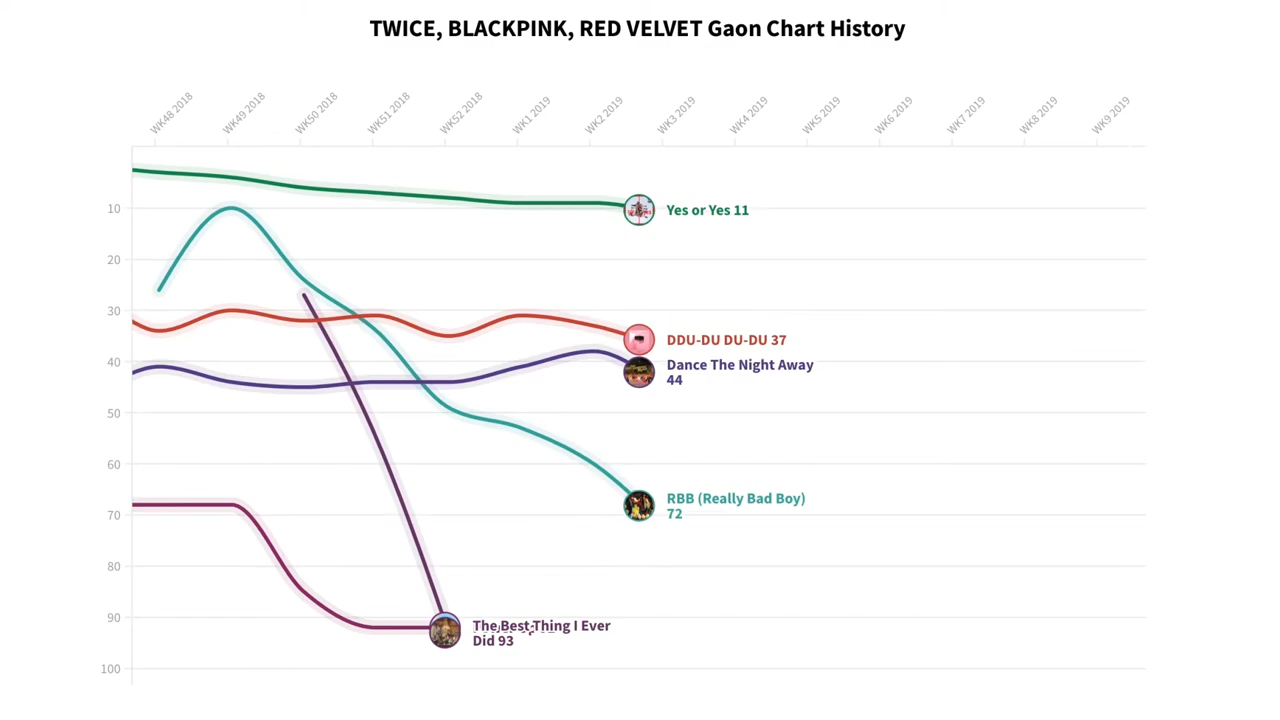 TWICE, BLACKPINK, RED VELVET Gaon Chart History
WK48 2018
WK49 2018
WK50 2018
WK51 2018
WK52 2018
WK1 2019
WK2 2019
WK3 2019
WK4 2019
WK5 2019
WK6 2019
WK7 2019
WK8 2019
WK9 2019
10
20
30
40
50
60
70
80
90
100
Yes or Yes 11
DDU-DU DU-DU 37
Dance The Night Away
44
RBB (Really Bad Boy)
72
The Best Thing I Ever
Did 93